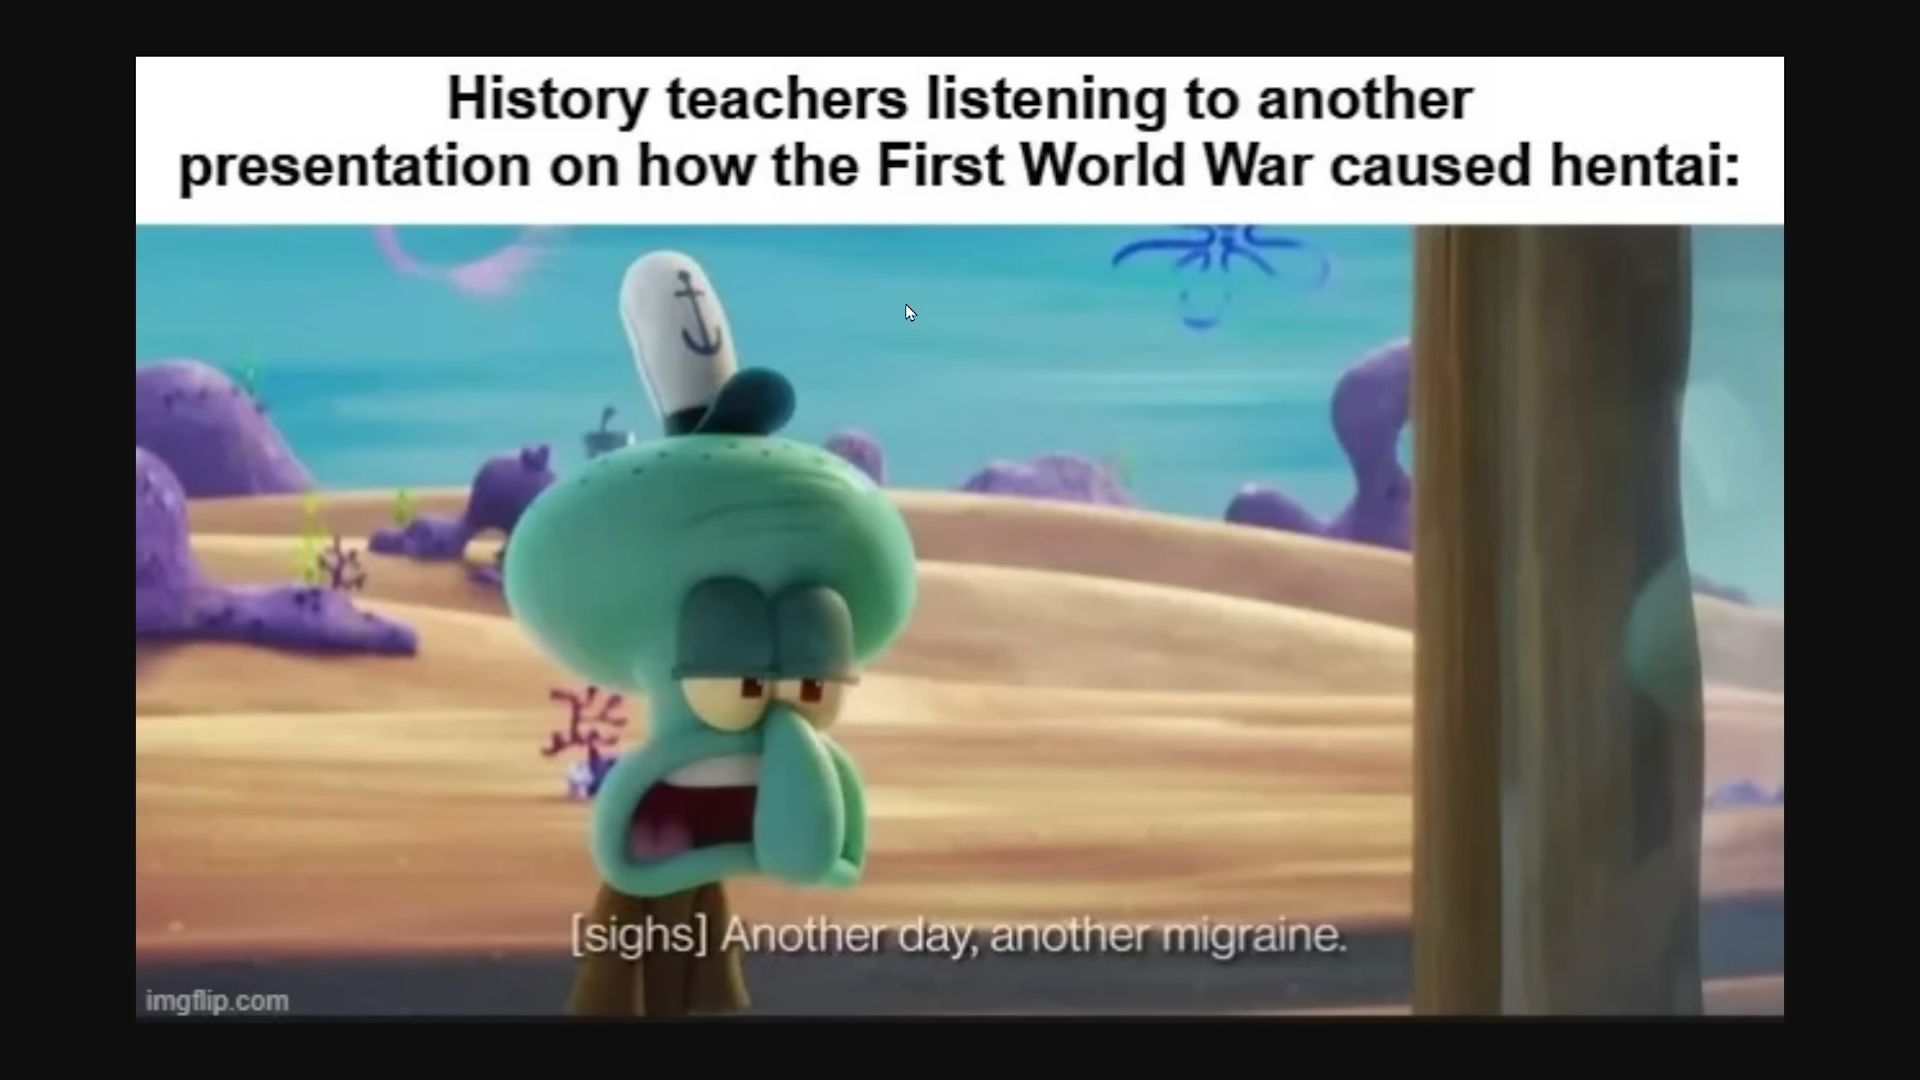 History teachers listening to another
presentation on how the First World War caused hentai:
[sighs] Another day, another migraine.
imgflip.com